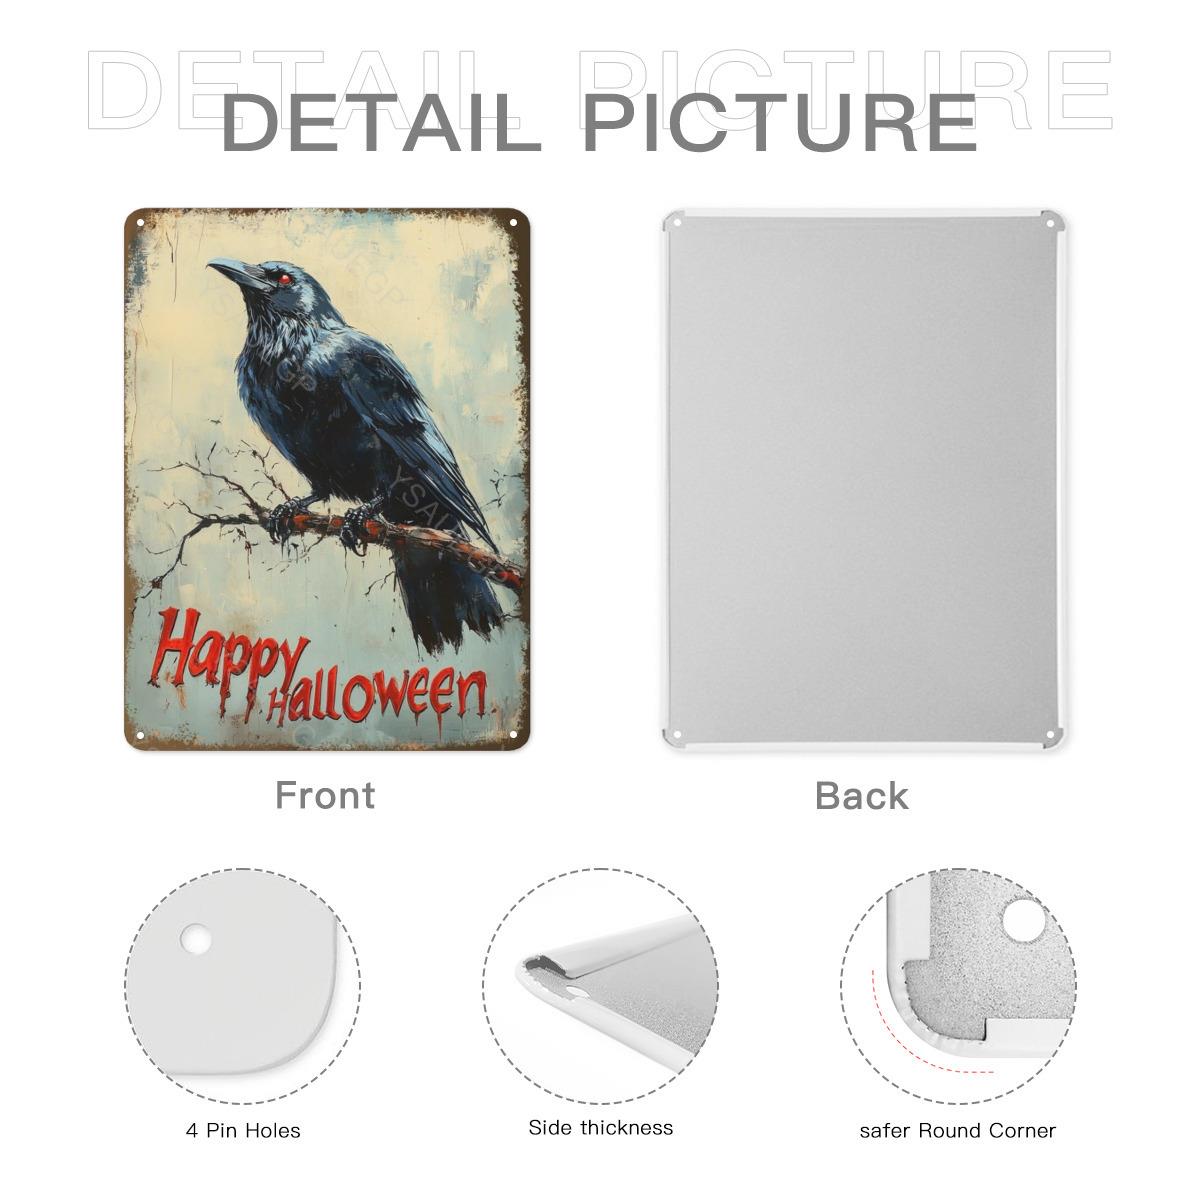 DETAIL PICTURE
DETAIL PICTURE
Happy
Halloween
Front
Back
4 Pin Holes
Side thickness
safer Round Corner